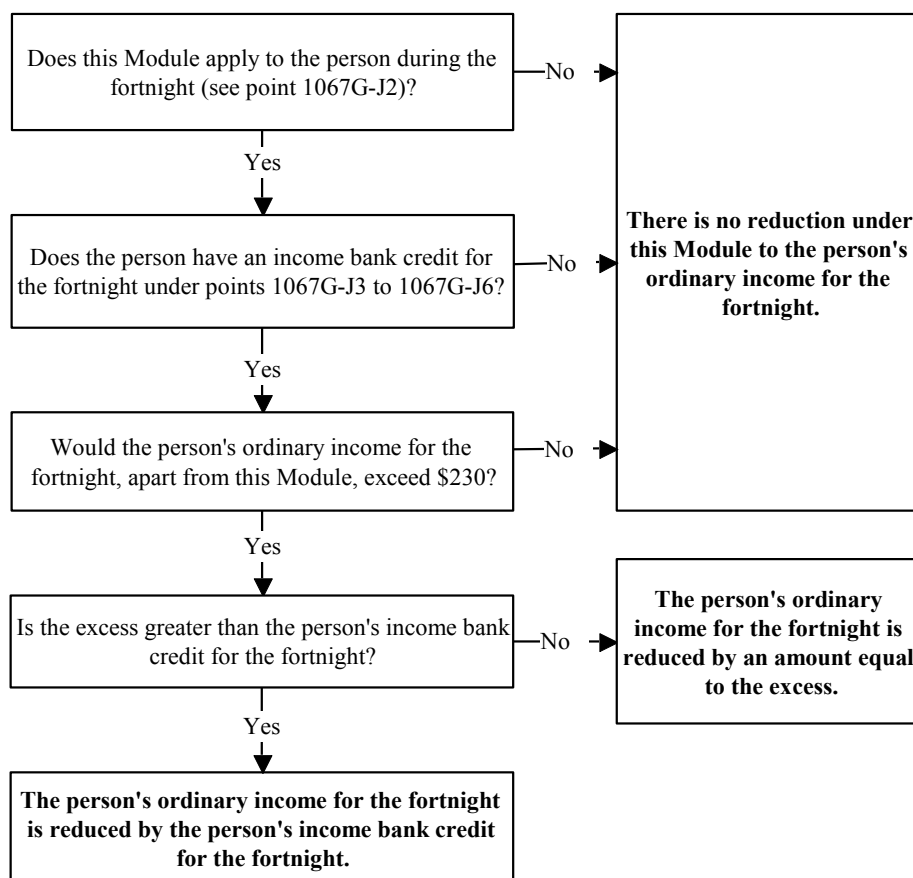 Does this Module apply to the person during the
fortnight (see point 1067G-J2)?
No
Yes
There is no reduction under
this Module to the person's
ordinary income for the
fortnight.
Does the person have an income bank credit for
the fortnight under points 1067G-J3 to 1067G-J6?
No
Yes
Would the person's ordinary income for the
fortnight, apart from this Module, exceed $230?
No
Yes
Is the excess greater than the person's income bank
credit for the fortnight?
No
The person's ordinary
income for the fortnight is
reduced by an amount equal
to the excess.
Yes
The person's ordinary income for the fortnight
is reduced by the person's income bank credit
for the fortnight.